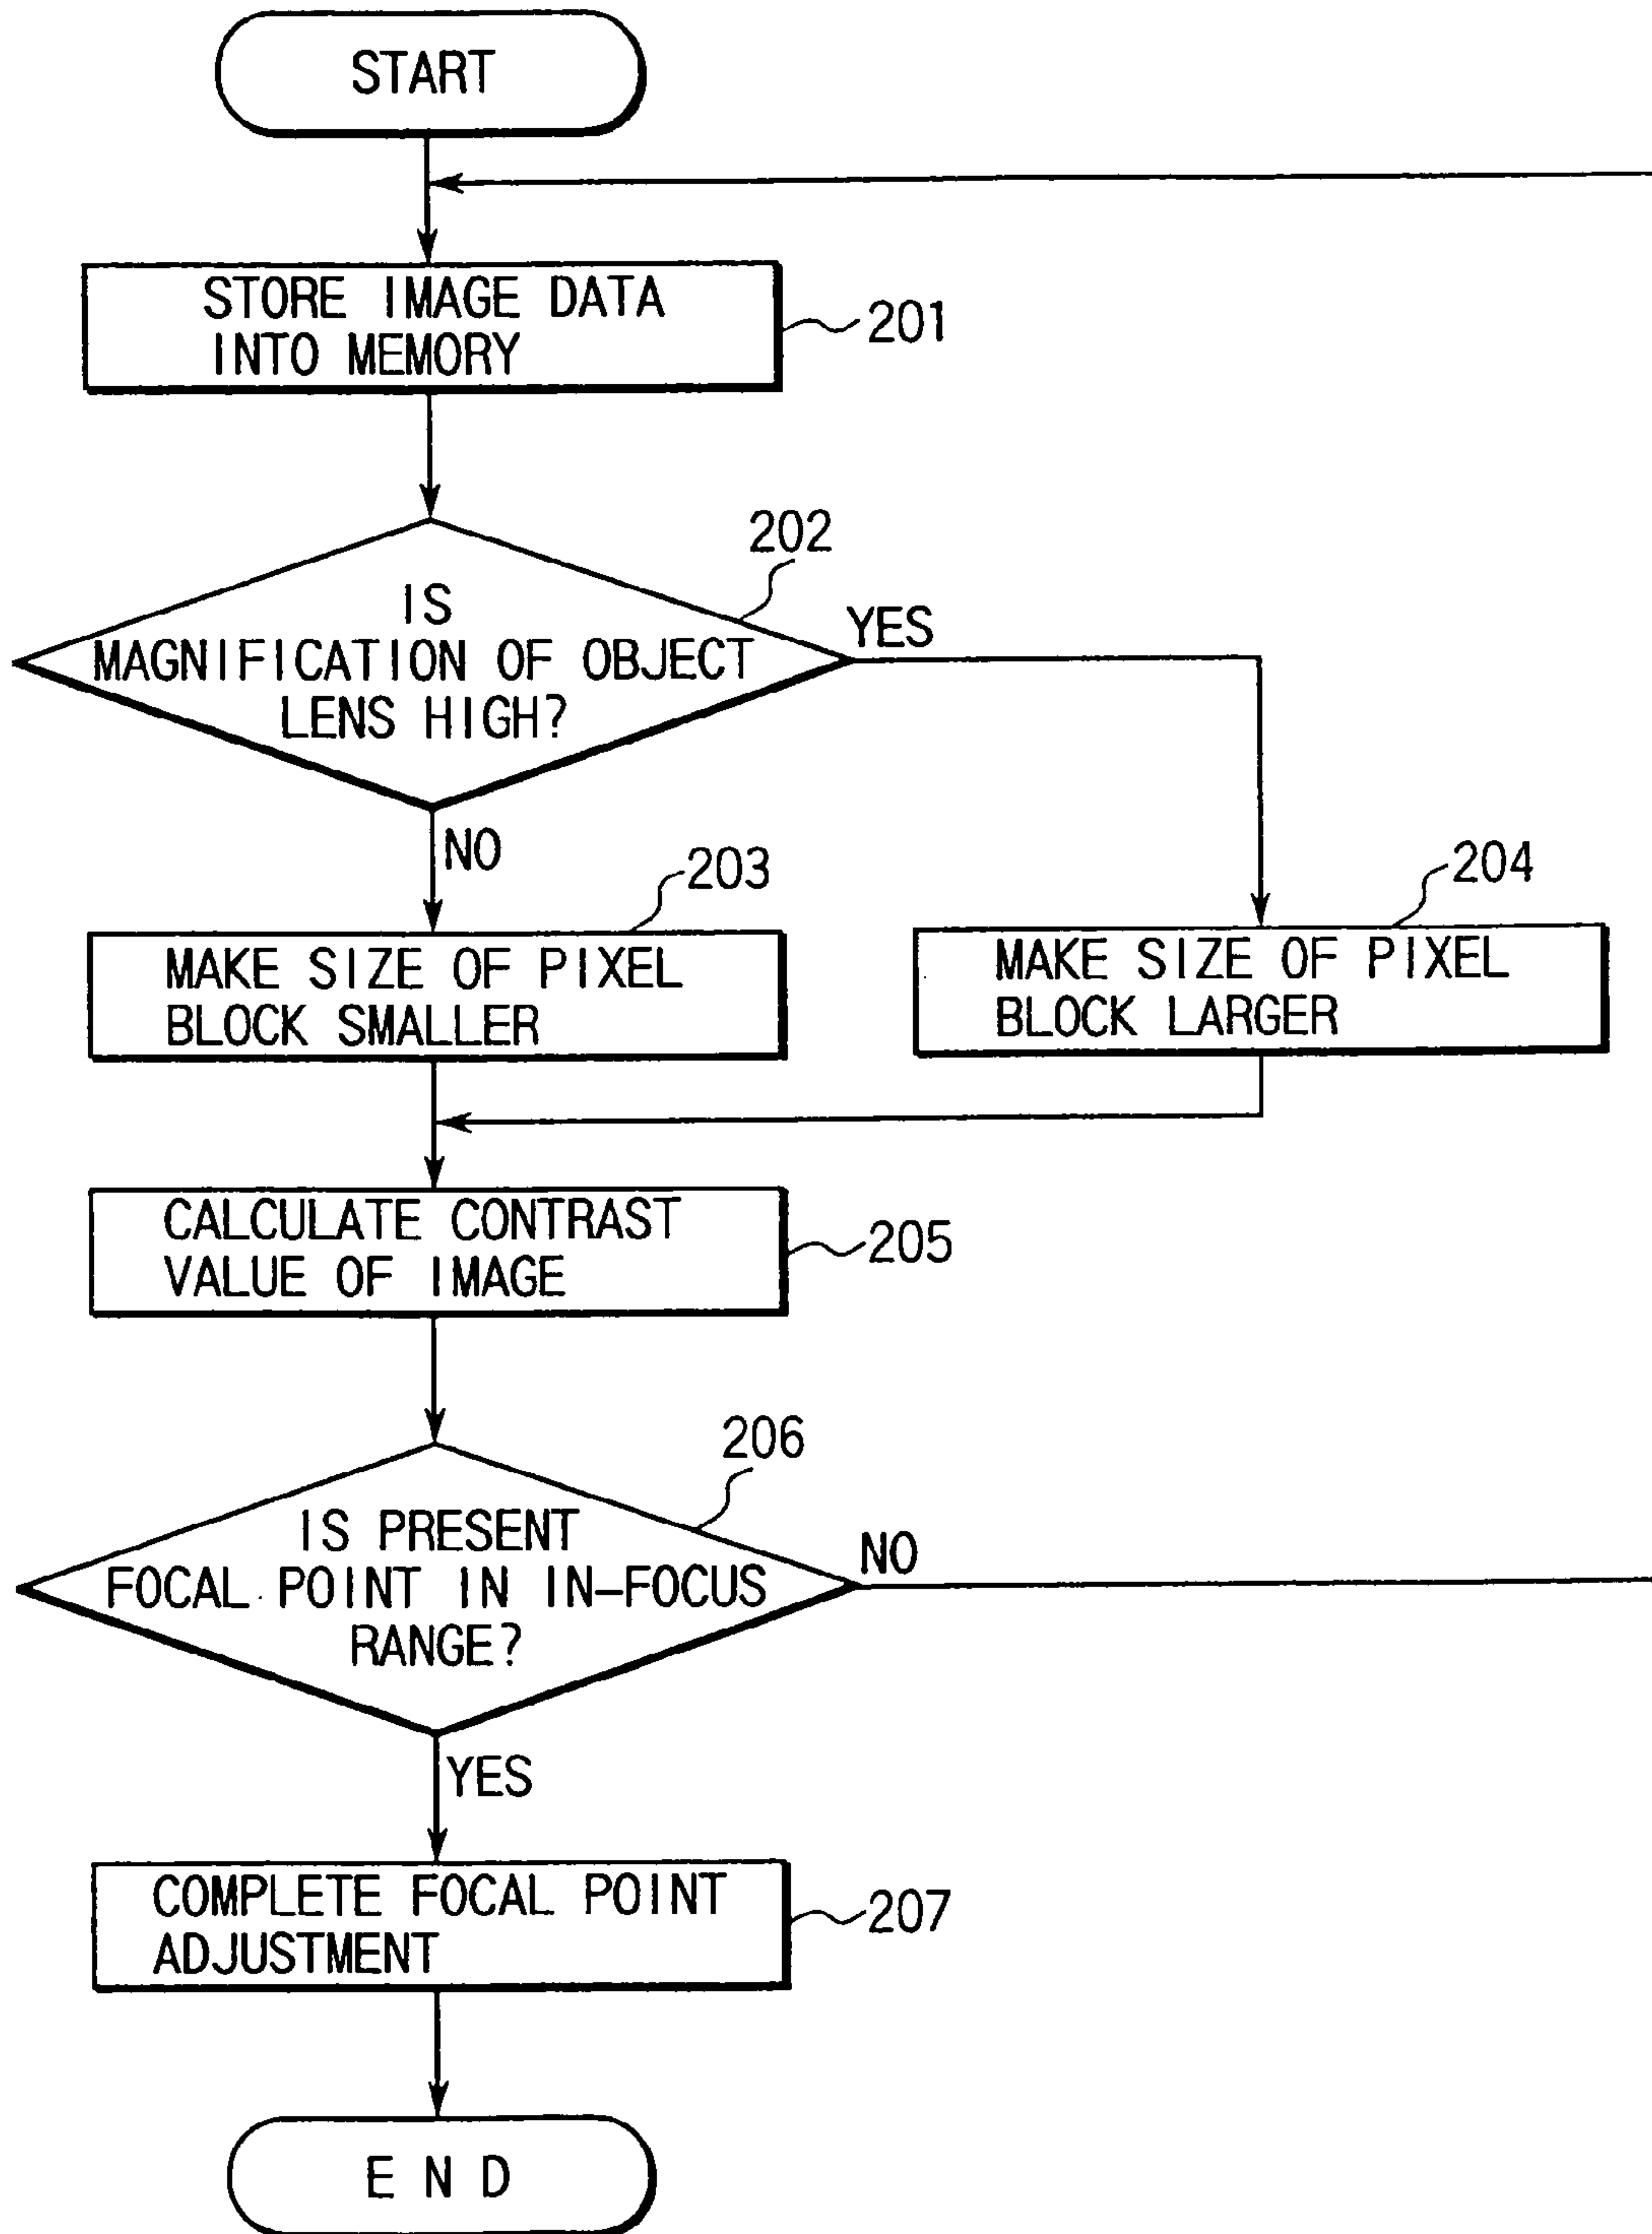 START
STORE IMAGE DATA
INTO MEMORY
201
202
IS
MAGNIFICATION OF OBJECT
LENS HIGH?
YES
NO
203
MAKE SIZE OF PIXEL
BLOCK SMALLER
204
MAKE SIZE OF PIXEL
BLOCK LARGER
CALCULATE CONTRAST
VALUE OF IMAGE
205
206
IS PRESENT
FOCAL POINT IN IN-FOCUS
RANGE?
NO
YES
COMPLETE FOCAL POINT
ADJUSTMENT
207
END